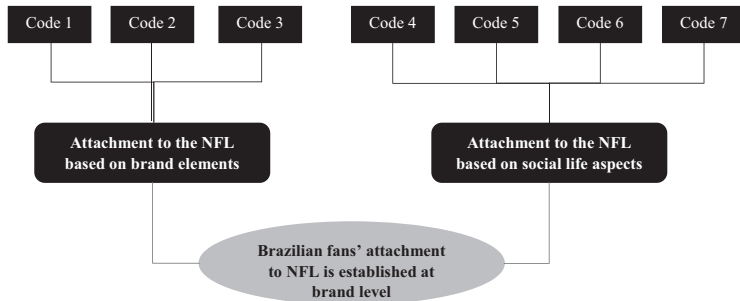 Code 1
Code 2
Code 3
Code 4
Code 5
Code 6
Code 7
Attachment to the NFL
based on brand elements
Attachment to the NFL
based on social life aspects
Brazilian fans’ attachment
to NFL is established at
brand level